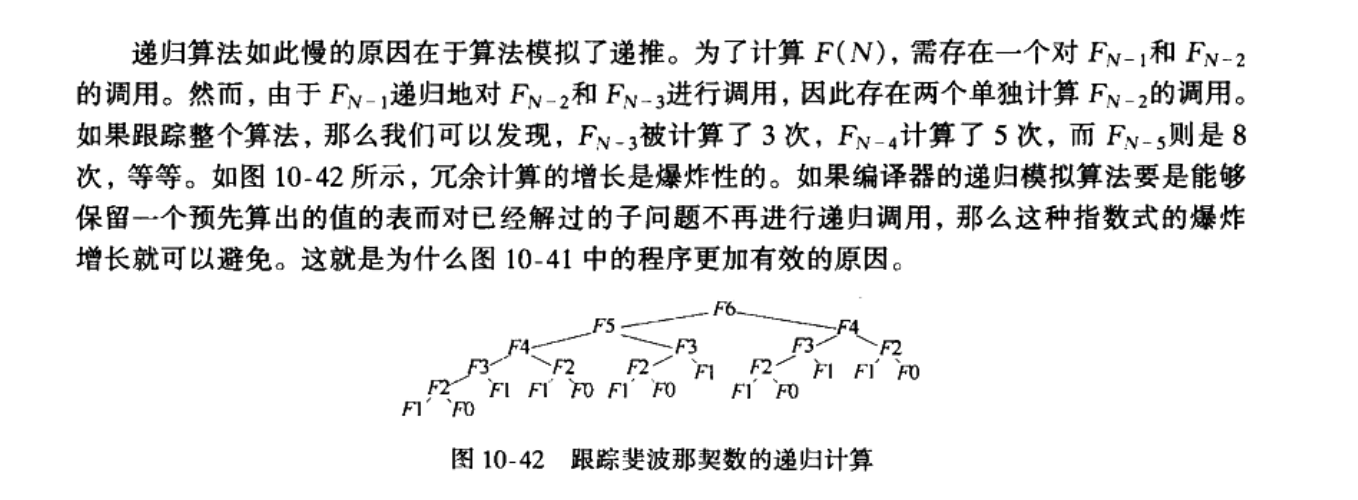 递归算法如此慢的原因在于算法模拟了递推。为了计算 F(N), 需存在一个对 F_{N-1}和 F_{N-2}
的调用。然而, 由于 F_{N-1}递归地对 F_{N-2}和 F_{N-3}进行调用, 因此存在两个单独计算 F_{N-2}的调用。
如果跟踪整个算法, 那么我们可以发现, F_{N-3}被计算了 3 次, F_{N-4}计算了 5 次, 而 F_{N-5}则是 8
次, 等等。如图 10-42 所示, 冗余计算的增长是爆炸性的。如果编译器的递归模拟算法要是能够
保留一个预先算出的值的表而对已经解过的子问题不再进行递归调用, 那么这种指数式的爆炸
增长就可以避免。这就是为什么图 10-41 中的程序更加有效的原因。
F6
F5 F4
F4 F3 F3 F2
F3 F2 F2 F1 F2 F1 F1 F0
F2 F1 F1 F0 F1 F0 F1 F0
F1 F0
图 10-42 跟踪斐波那契数的递归计算